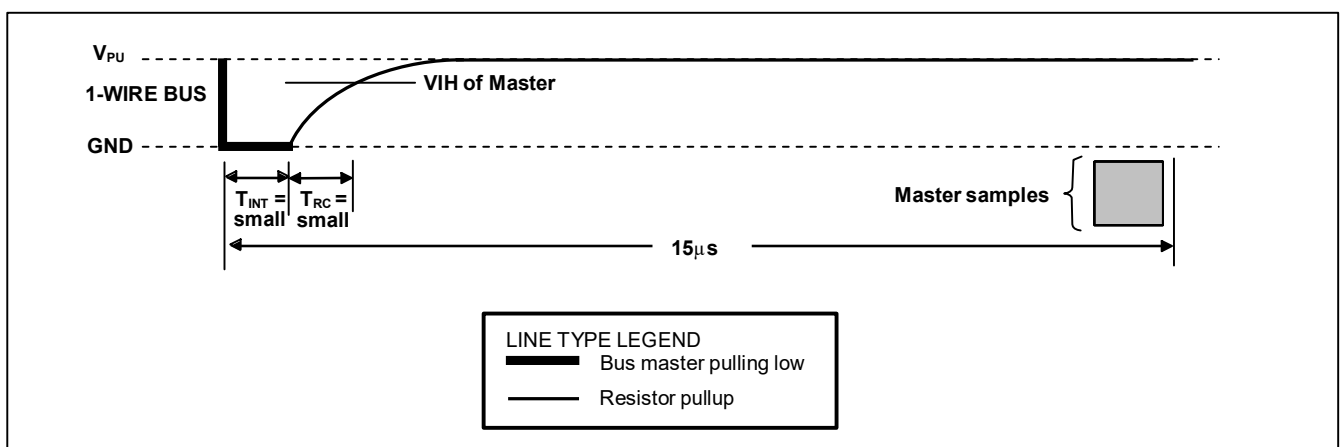 VPU
1-WIRE BUS
VIH of Master
GND
TINT =
small
TRC =
small
Master samples
15μs
LINE TYPE LEGEND
Bus master pulling low
Resistor pullup